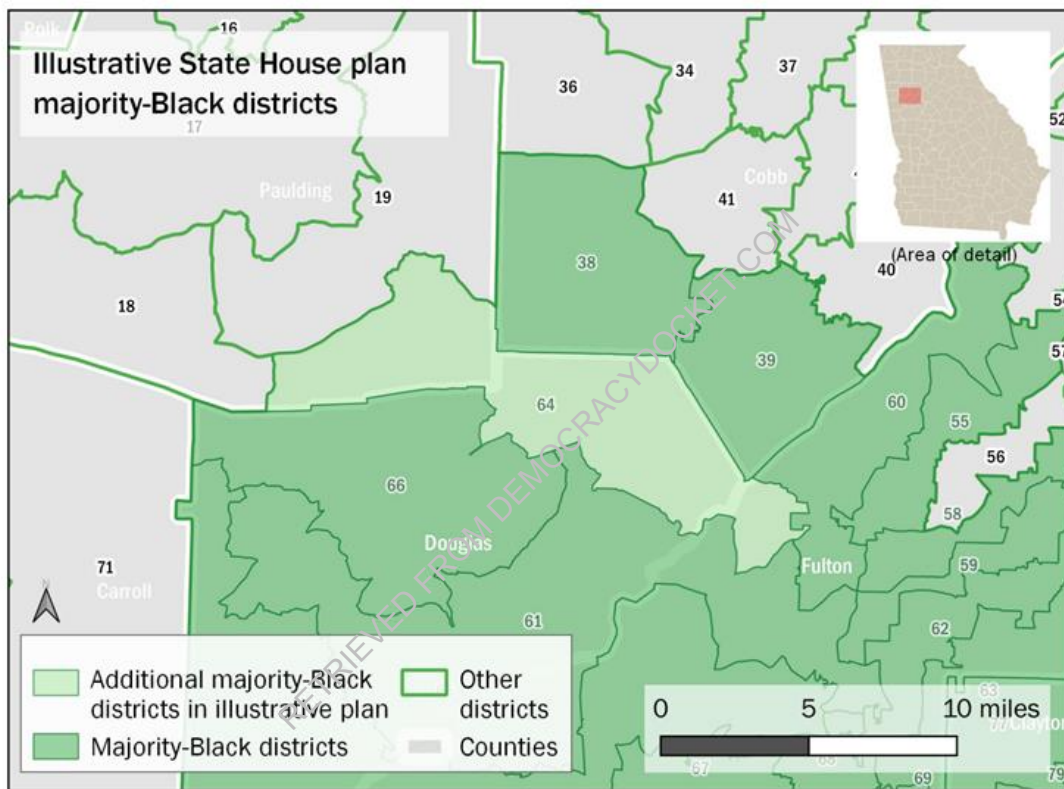 Polk
16
Illustrative State House plan
majority-Black districts
17
36
34
37
52
Paulding
19
Cobb
41
38
(Area of detail)
40
18
54
57
39
64
60
55
56
66
58
Douglas
Fulton
59
71
Carroll
61
62
RETRIEVED FROM DEMOCRACYDOCKET.COM
N
Additional majority-Black
districts in illustrative plan
Other
districts
Majority-Black districts
Counties
63
0 5 10 miles
77
Clayton
67
68
69
79